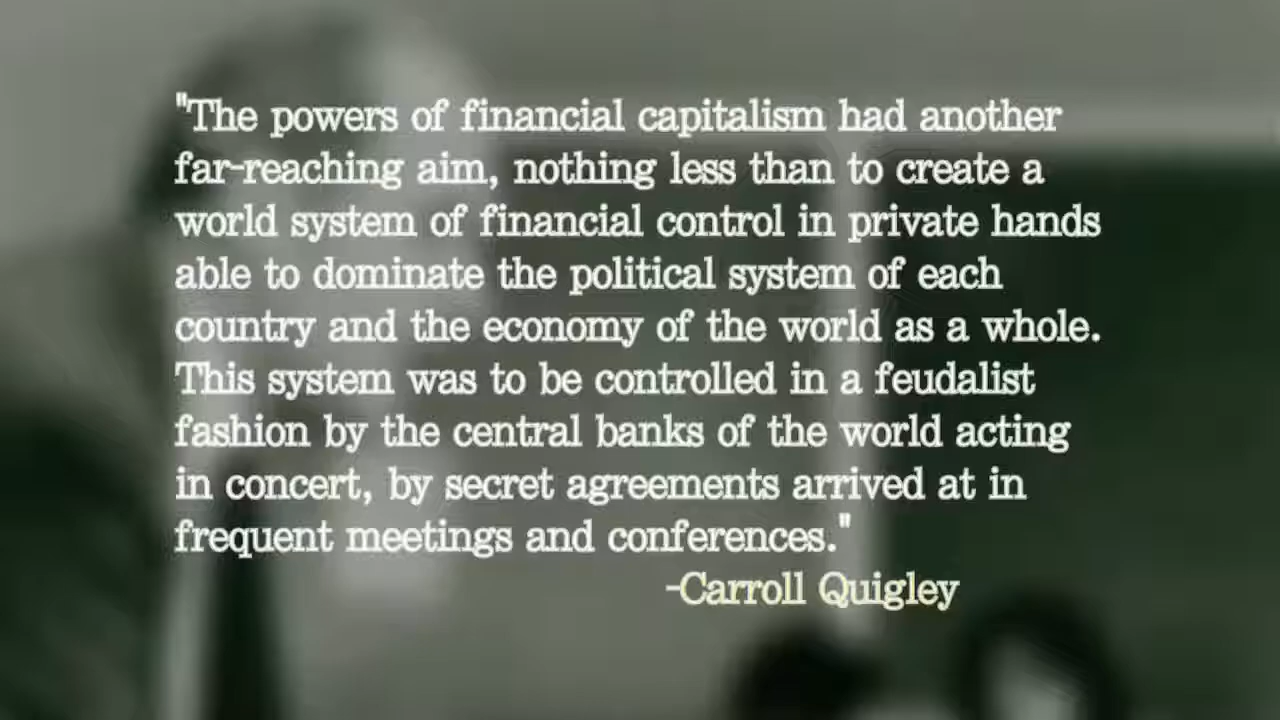 "The powers of financial capitalism had another
far-reaching aim, nothing less than to create a
world system of financial control in private hands
able to dominate the political system of each
country and the economy of the world as a whole.
This system was to be controlled in a feudalist
fashion by the central banks of the world acting
in concert, by secret agreements arrived at in
frequent meetings and conferences."
-Carroll Quigley